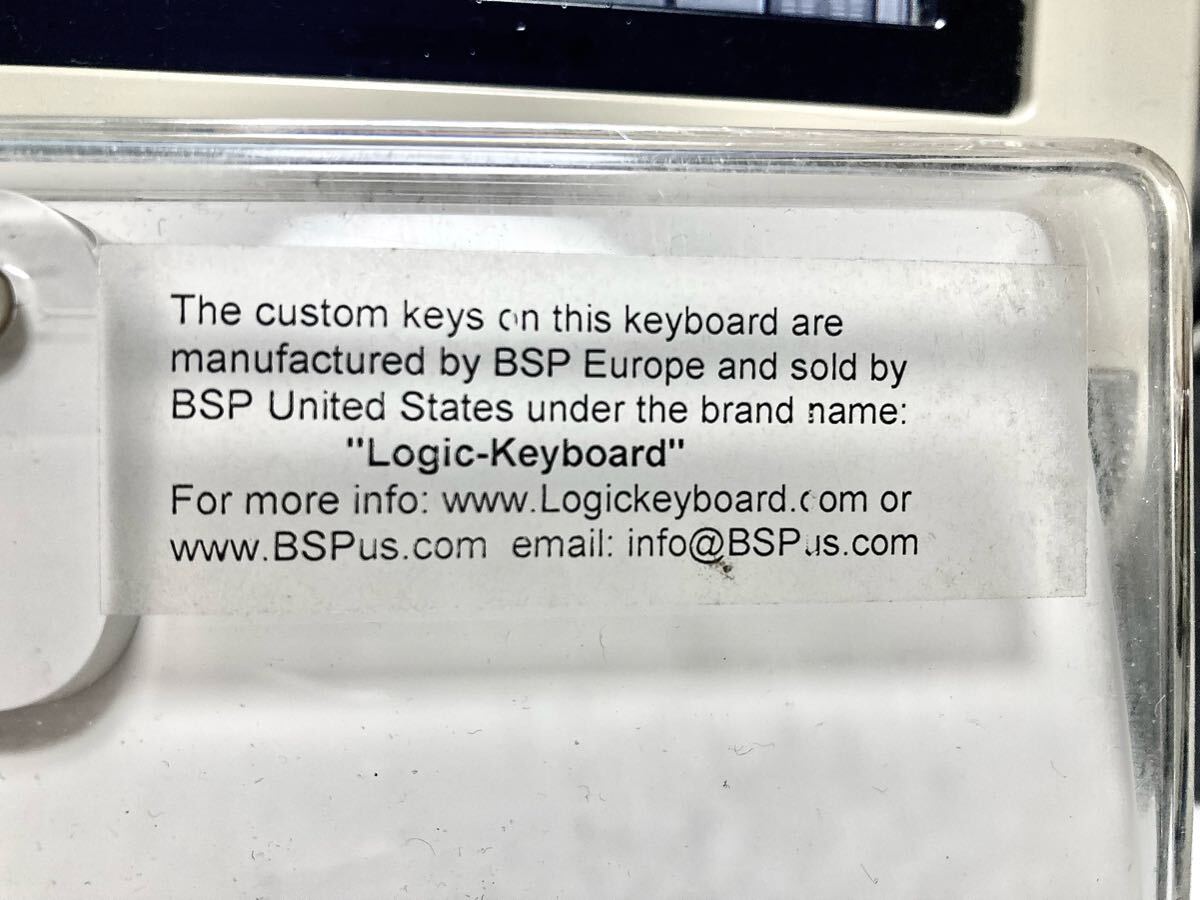 The custom keys on this keyboard are
manufactured by BSP Europe and sold by
BSP United States under the brand name:
"Logic-Keyboard"
For more info: www.Logickeyboard.com or
www.BSPus.com email: info@BSPus.com